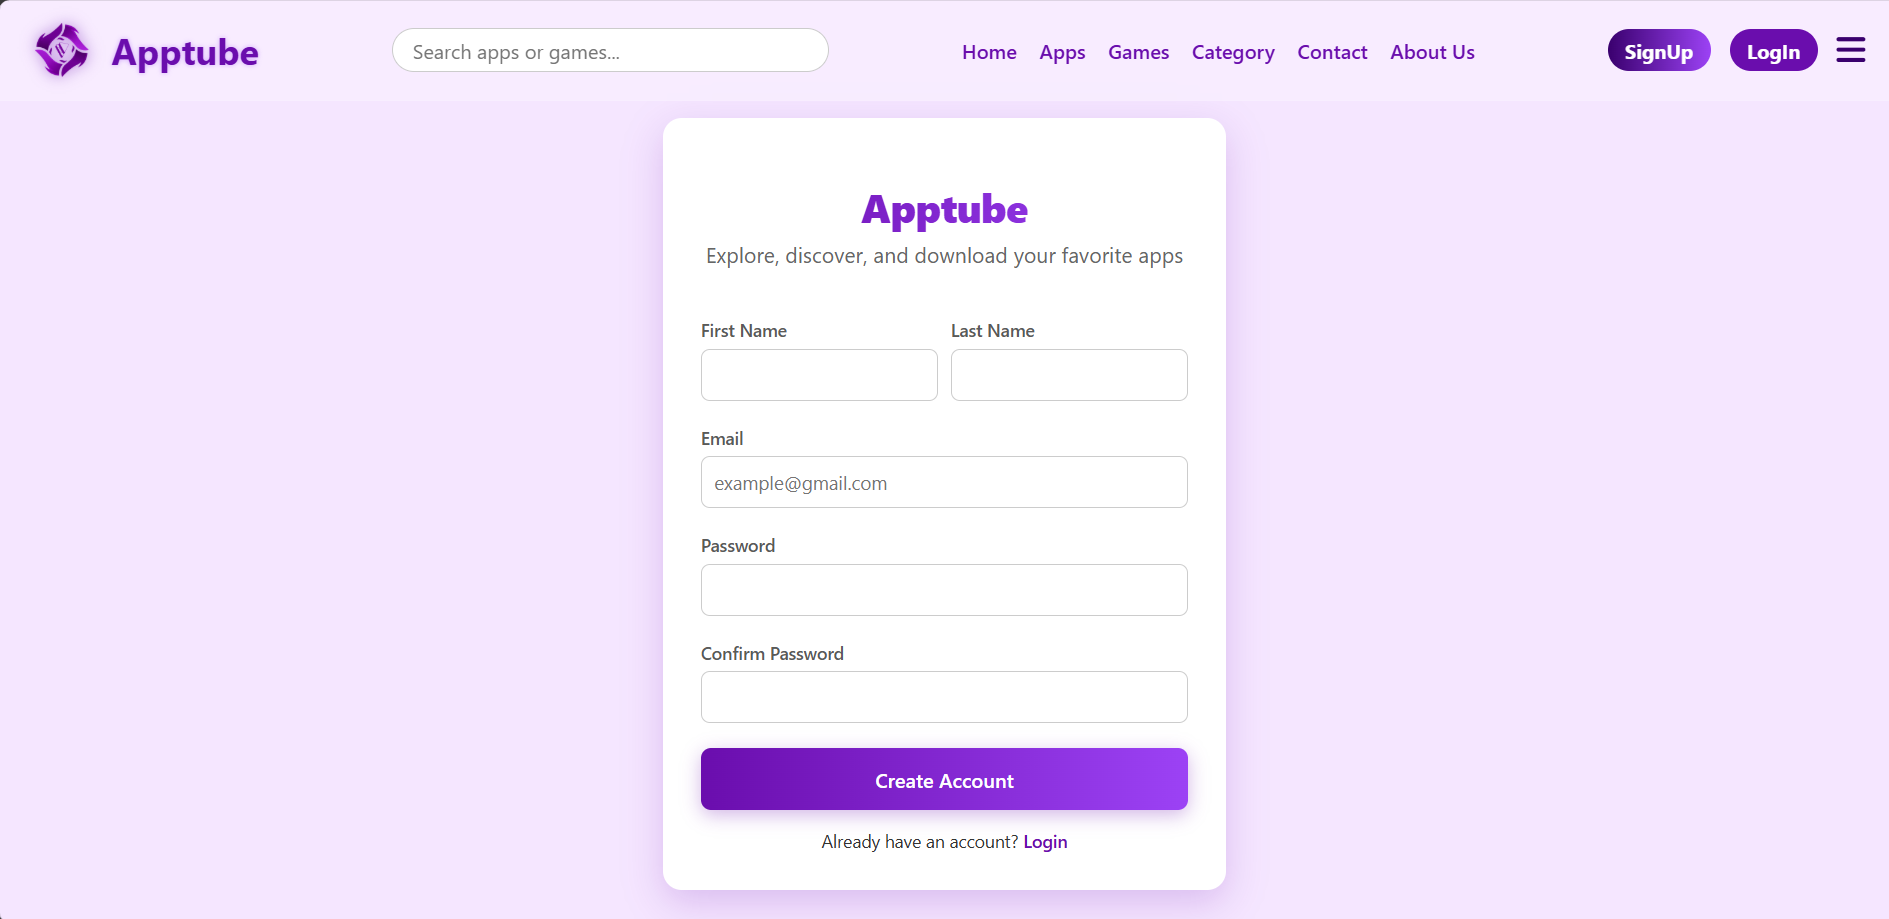 Apptube
Search apps or games...
Home Apps Games Category Contact About Us
SignUp LogIn
Apptube
Explore, discover, and download your favorite apps
First Name Last Name
Email
example@gmail.com
Password
Confirm Password
Create Account
Already have an account? Login